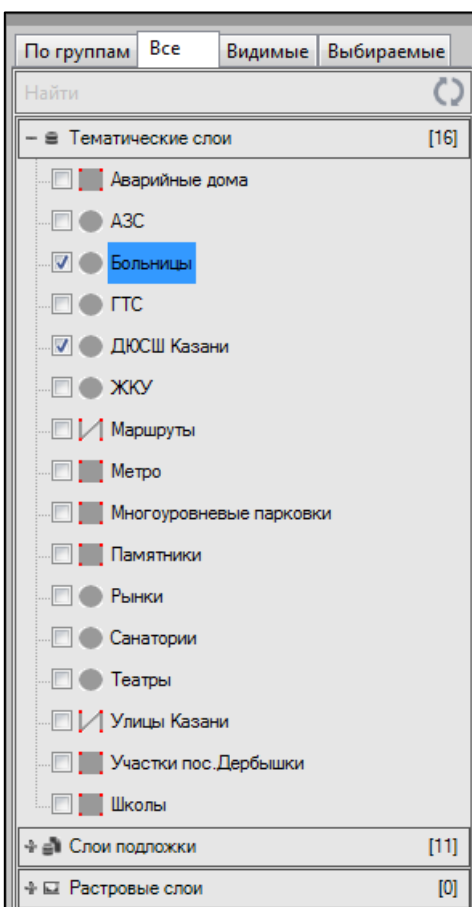 По группам Все Видимые Выбираемые
Найти
Тематические слои [16]
Аварийные дома
АЗС
Больницы
ГТС
ДЮСШ Казани
ЖКУ
Маршруты
Метро
Многоуровневые парковки
Памятники
Рынки
Санатории
Театры
Улицы Казани
Участки пос.Дербышки
Школы
Слои подложки [11]
Растровые слои [0]